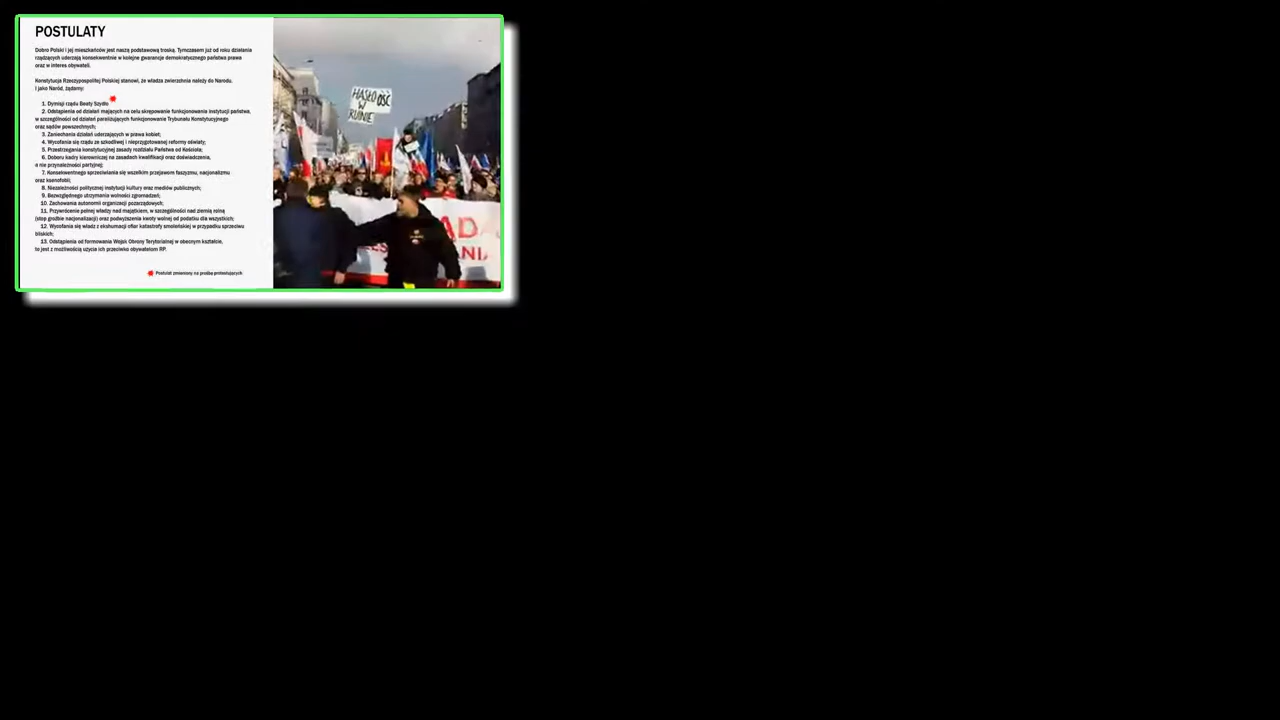 POSTULATY
Dobro Polski i jej mieszkańców jest naszą podstawową troską. Tymczasem już od roku działania
rządzących uderzają konsekwentnie w kolejne gwarancje demokratycznego państwa prawa
oraz w interes obywateli.
Konstytucja Rzeczypospolitej Polskiej stanowi, że władza zwierzchnia należy do Narodu.
I jako Naród, żądamy:
1. Dymisji rządu Beaty Szydło
2. Odstąpienia od działań mających na celu skrępowanie funkcjonowania instytucji państwa,
w szczególności od działań paraliżujących funkcjonowanie Trybunału Konstytucyjnego
oraz sądów powszechnych;
3. Zaniechania działań uderzających w prawa kobiet;
4. Wycofania się rządu ze szkodliwej i nieprzygotowanej reformy oświaty;
5. Przestrzegania konstytucyjnej zasady rozdziału Państwa od Kościoła;
6. Doboru kadry kierowniczej na zasadach kwalifikacji oraz doświadczenia,
a nie przynależności partyjnej;
7. Konsekwentnego sprzeciwiania się wszelkim przejawom faszyzmu, nacjonalizmu
oraz ksenofobii;
8. Niezależności politycznej instytucji kultury oraz mediów publicznych;
9. Bezwzględnego utrzymania wolności zgromadzeń;
10. Zachowania autonomii organizacji pozarządowych;
11. Przywrócenie pełnej władzy nad majątkiem, w szczególności nad ziemią rolną
(stop groźbie nacjonalizacji) oraz podwyższenia kwoty wolnej od podatku dla wszystkich;
12. Wycofania się władz z ekshumacji ofiar katastrofy smoleńskiej w przypadku sprzeciwu
bliskich;
13. Odstąpienia od formowania Wojsk Obrony Terytorialnej w obecnym kształcie,
to jest z możliwością użycia ich przeciwko obywatelom RP.
Postulat zmieniony na prośbę protestujących
HASŁO DOŚĆ
W
RUINIE